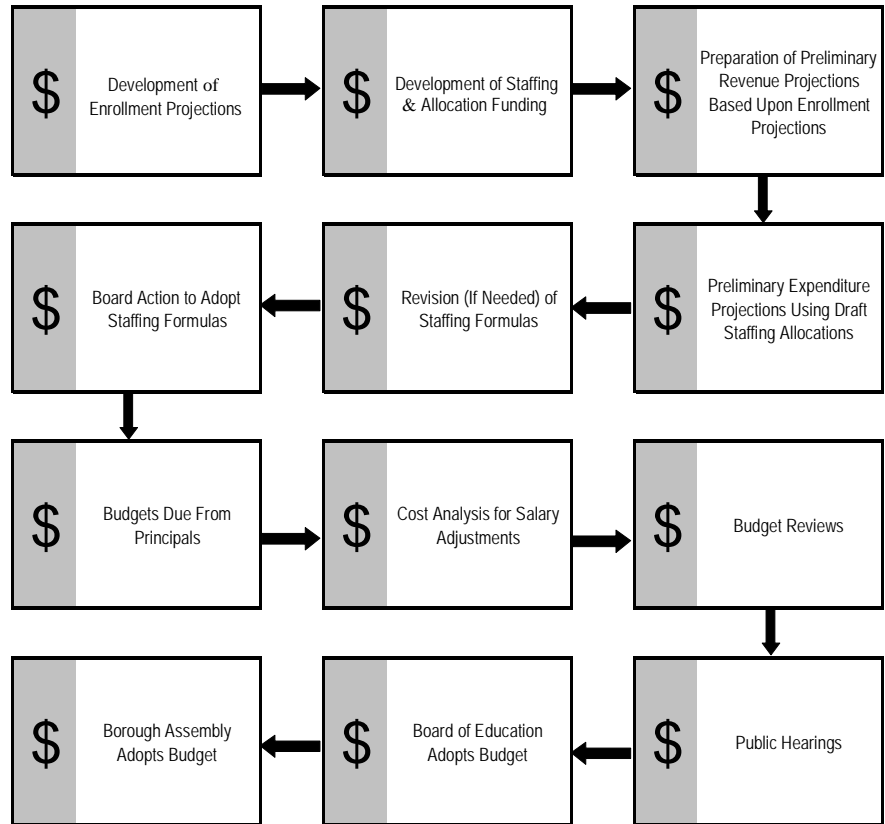 $
Development of
Enrollment Projections
$
Development of Staffing
& Allocation Funding
$
Preparation of Preliminary
Revenue Projections
Based Upon Enrollment
Projections
$
Preliminary Expenditure
Projections Using Draft
Staffing Allocations
$
Revision (If Needed) of
Staffing Formulas
$
Board Action to Adopt
Staffing Formulas
$
Budgets Due From
Principals
$
Cost Analysis for Salary
Adjustments
$
Budget Reviews
$
Public Hearings
$
Board of Education
Adopts Budget
$
Borough Assembly
Adopts Budget